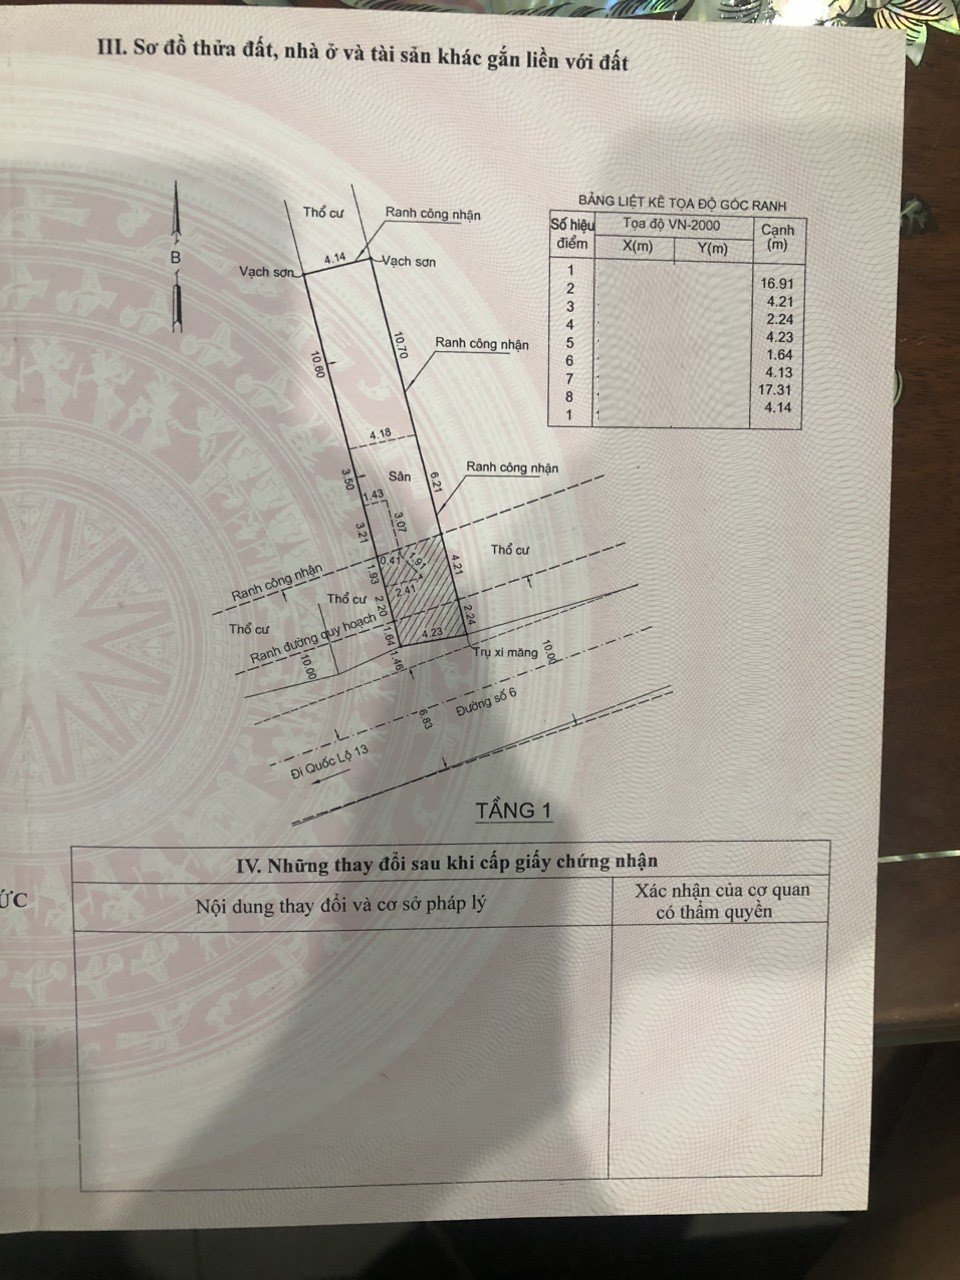 III. Sơ đồ thửa đất, nhà ở và tài sản khác gắn liền với đất
BẢNG LIỆT KÊ TỌA ĐỘ GÓC RANH
Số hiệu điểm
Tọa độ VN-2000
Cạnh (m)
X(m)
Y(m)
1
2
3
4
5
6
7
8
1
16.91
4.21
2.24
4.23
1.64
4.13
17.31
4.14
Thổ cư
Ranh công nhận
B
4.14
Vạch sơn
Vạch sơn
10.60
10.70
Ranh công nhận
4.18
3.50
Sân
6.21
Ranh công nhận
1.43
3.21
3.07
0.41
1.91
4.21
Thổ cư
1.93
2.41
Ranh công nhận
Thổ cư
2.20
2.24
Thổ cư
Ranh đường quy hoạch
1.64
4.23
10.00
1.46
Trụ xi măng
10.00
6.83
Đường số 6
Đi Quốc Lộ 13
TẦNG 1
IV. Những thay đổi sau khi cấp giấy chứng nhận
Nội dung thay đổi và cơ sở pháp lý
Xác nhận của cơ quan
có thẩm quyền
ỨC